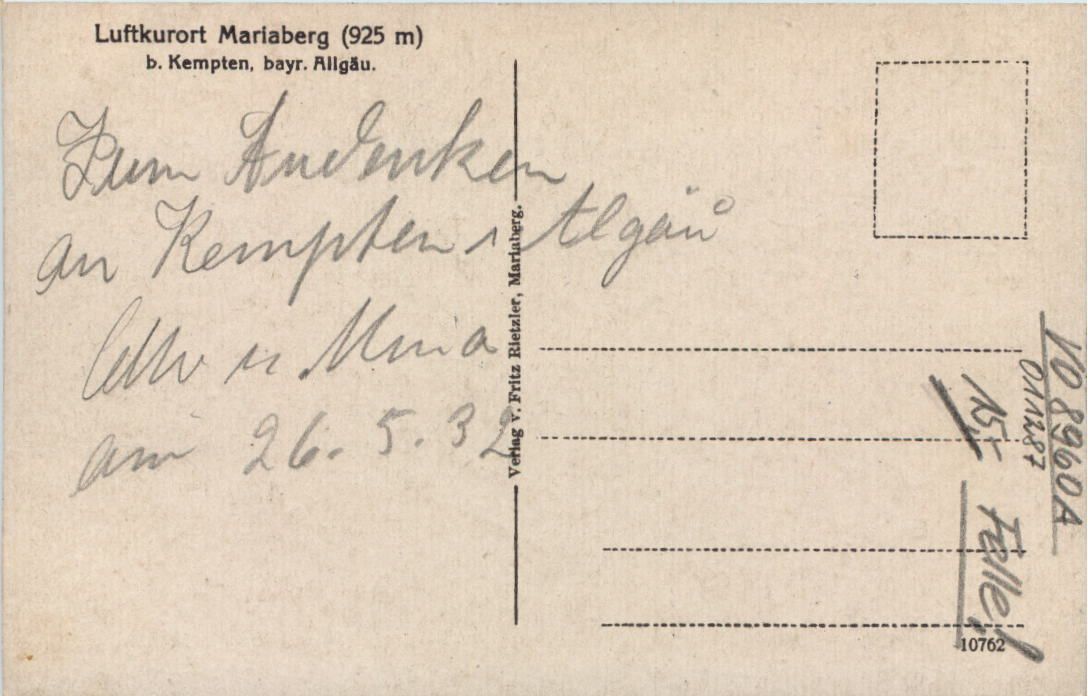 Luftkurort Mariaberg (925 m)
b. Kempten, bayr. Allgäu.
Zum Andenken
an Kempten i Algäu
Otto u Mina
am 26. 5. 32
Verlag v. Fritz Rietzler, Mariaberg.
VO 8960A
011287
15,-
10762